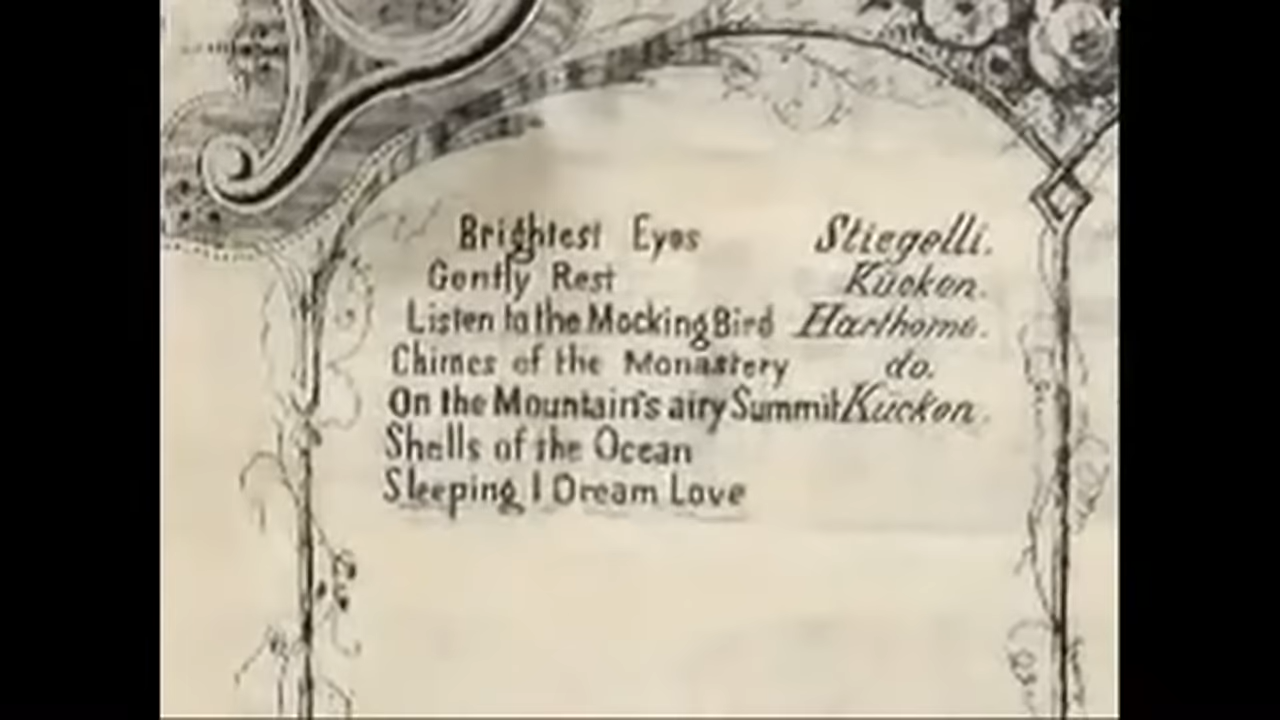 Brightest Eyes Stiegelli.
Gently Rest Kücken.
Listen to the Mocking Bird Harthome.
Chimes of the Monastery do.
On the Mountain's airy Summit Kücken.
Shells of the Ocean
Sleeping I Dream Love